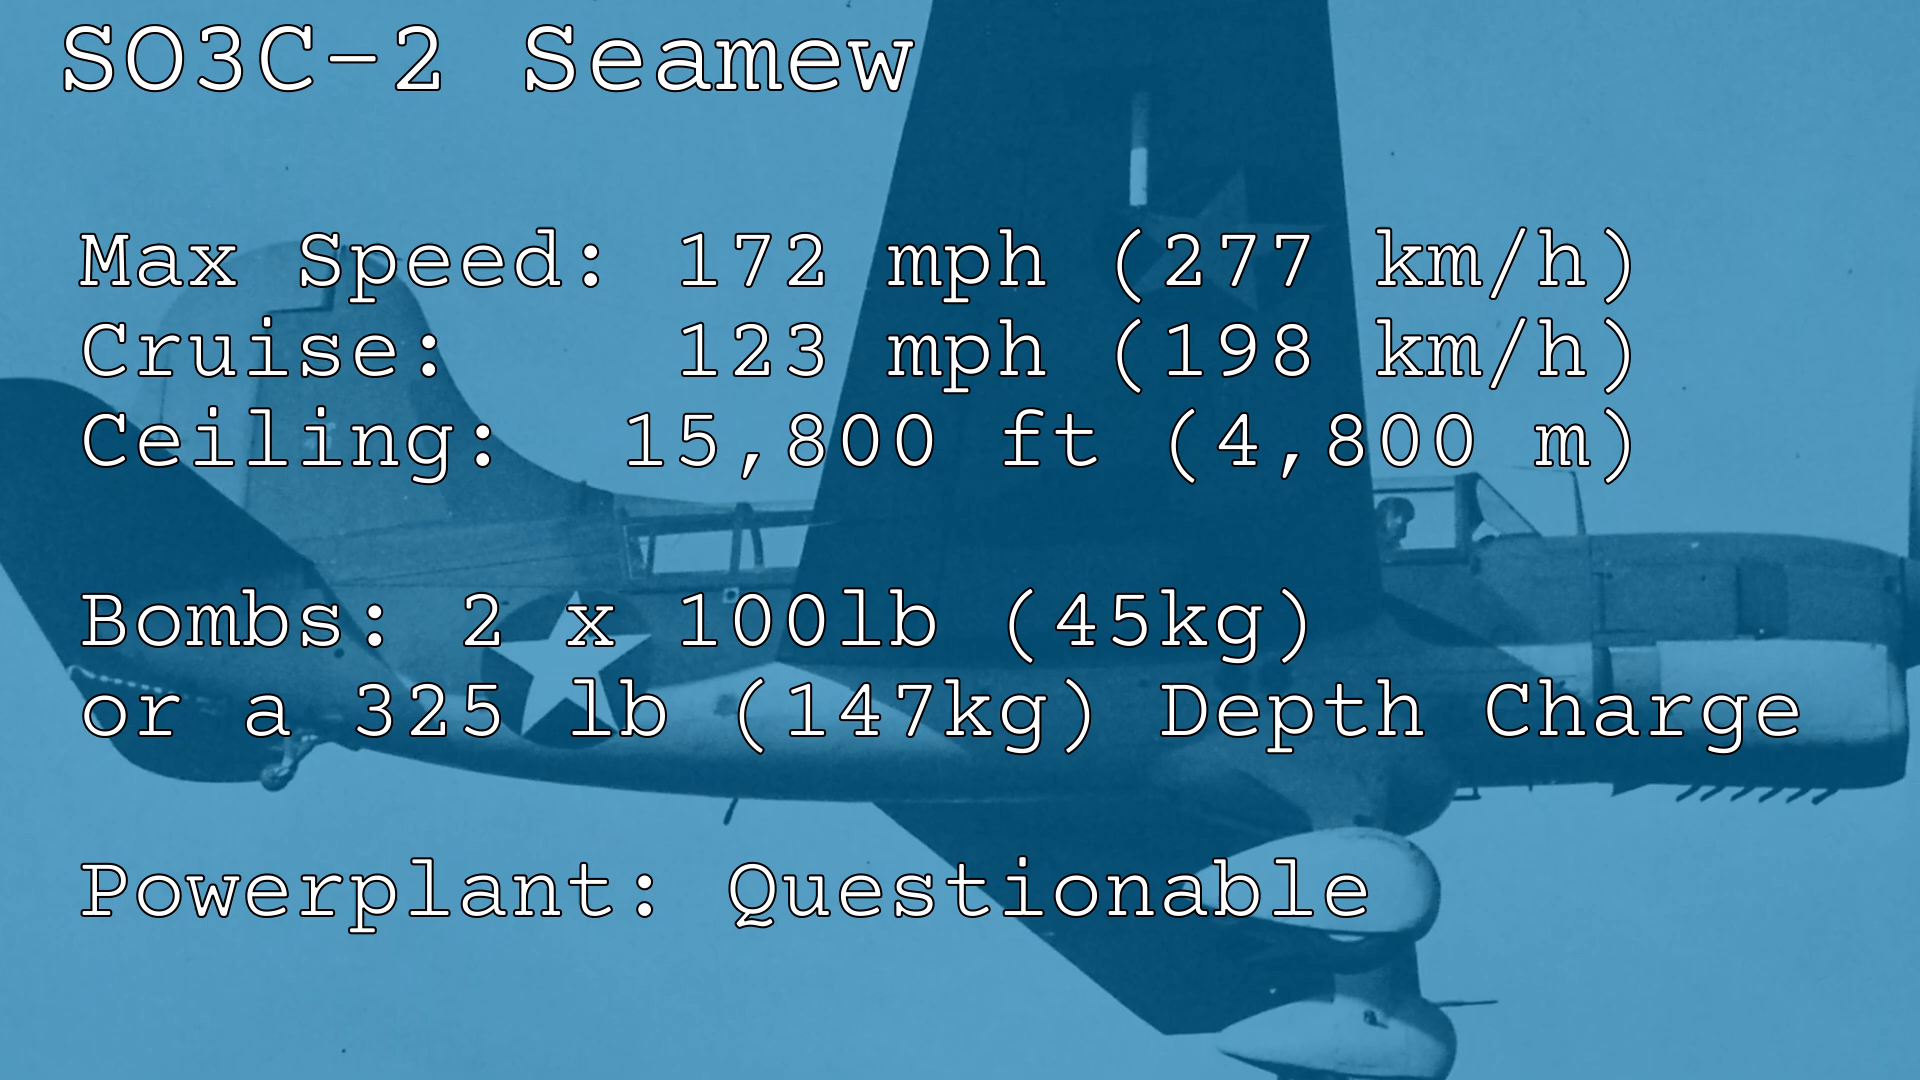 SO3C-2 Seamew
Max Speed: 172 mph (277 km/h)
Cruise: 123 mph (198 km/h)
Ceiling: 15,800 ft (4,800 m)
Bombs: 2 x 100lb (45kg)
or a 325 lb (147kg) Depth Charge
Powerplant: Questionable